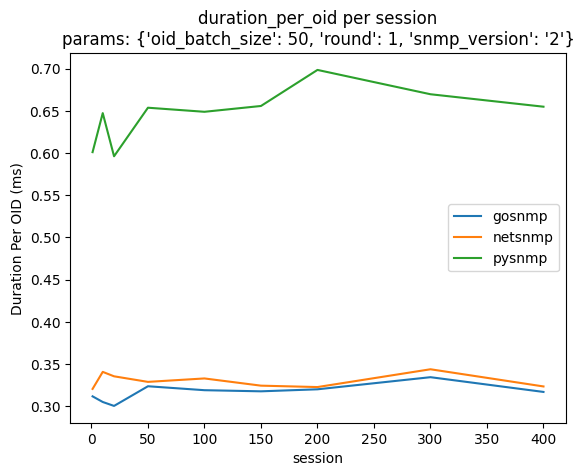 duration_per_oid per session
params: {'oid_batch_size': 50, 'round': 1, 'snmp_version': '2'}
Duration Per OID (ms)
0.70
0.65
0.60
0.55
0.50
0.45
0.40
0.35
0.30
gosnmp
netsnmp
pysnmp
0 50 100 150 200 250 300 350 400
session